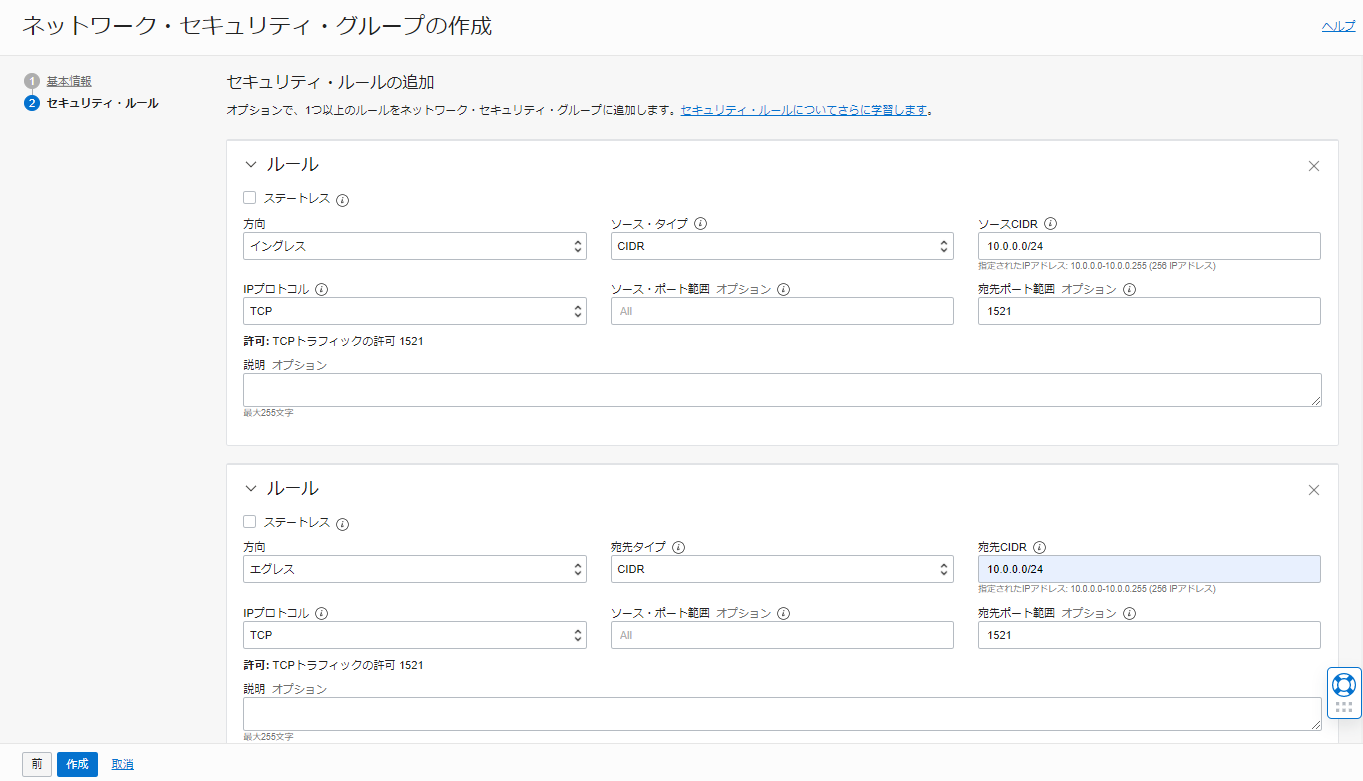 ネットワーク・セキュリティ・グループの作成
ヘルプ
1 基本情報
2 セキュリティ・ルール
セキュリティ・ルールの追加
オプションで、1つ以上のルールをネットワーク・セキュリティ・グループに追加します。セキュリティ・ルールについてさらに学習します。
ルール
ステートレス
方向 ソース・タイプ ソースCIDR
イングレス CIDR 10.0.0.0/24
指定されたIPアドレス: 10.0.0.0-10.0.0.255 (256 IPアドレス)
IPプロトコル ソース・ポート範囲 オプション 宛先ポート範囲 オプション
TCP All 1521
許可: TCPトラフィックの許可 1521
説明 オプション
最大255文字
ルール
ステートレス
方向 宛先タイプ 宛先CIDR
エグレス CIDR 10.0.0.0/24
指定されたIPアドレス: 10.0.0.0-10.0.0.255 (256 IPアドレス)
IPプロトコル ソース・ポート範囲 オプション 宛先ポート範囲 オプション
TCP All 1521
許可: TCPトラフィックの許可 1521
説明 オプション
最大255文字
前 作成 取消